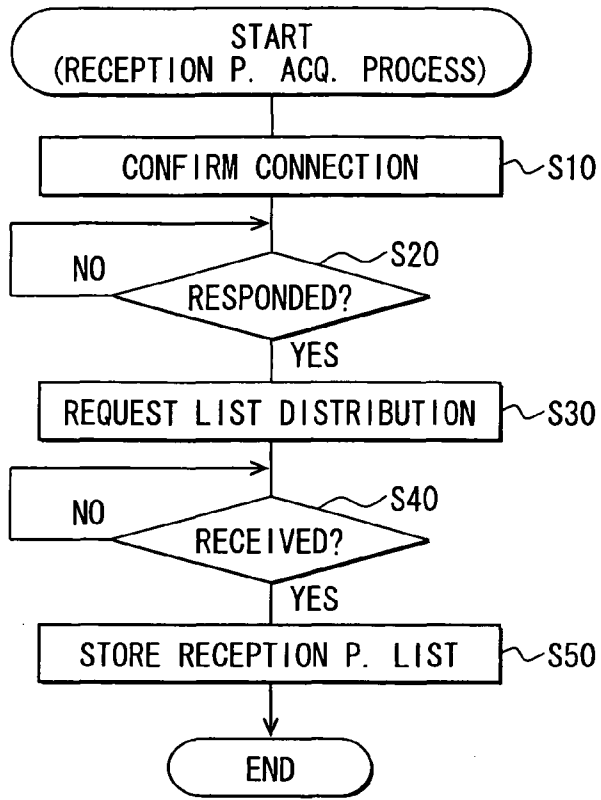 START
(RECEPTION P. ACQ. PROCESS)
CONFIRM CONNECTION
S10
S20
NO
RESPONDED?
YES
REQUEST LIST DISTRIBUTION
S30
S40
NO
RECEIVED?
YES
STORE RECEPTION P. LIST
S50
END